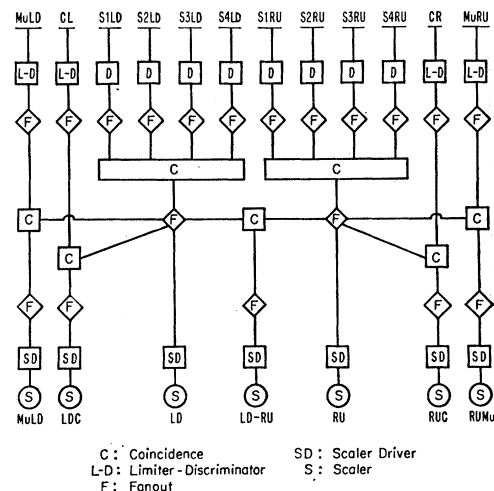 MuLD CL S1LD S2LD S3LD S4LD S1RU S2RU S3RU S4RU CR MuRU
L-D L-D D D D D D D D D L-D L-D
F F F F F F F F F F F F
C C
C F C F C
C C
F F F F F
SD SD SD SD SD SD SD
S S S S S S S
MuLD LDC LD LD-RU RU RUC RUMu
C: Coincidence SD: Scaler Driver
L-D: Limiter-Discriminator S: Scaler
F: Fanout